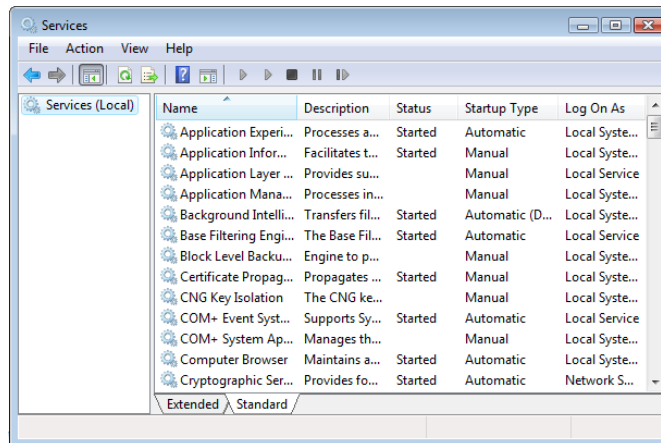 Services
File Action View Help
Services (Local)
Name Description Status Startup Type Log On As
Application Experi... Processes a... Started Automatic Local Syste...
Application Infor... Facilitates t... Started Manual Local Syste...
Application Layer ... Provides su... Manual Local Service
Application Mana... Processes in... Manual Local Syste...
Background Intelli... Transfers fil... Started Automatic (D... Local Syste...
Base Filtering Engi... The Base Fil... Started Automatic Local Service
Block Level Backu... Engine to p... Manual Local Syste...
Certificate Propag... Propagates ... Started Manual Local Syste...
CNG Key Isolation The CNG ke... Manual Local Syste...
COM+ Event Syst... Supports Sy... Started Automatic Local Service
COM+ System Ap... Manages th... Manual Local Syste...
Computer Browser Maintains a... Started Automatic Local Syste...
Cryptographic Ser... Provides fo... Started Automatic Network S...
Extended Standard